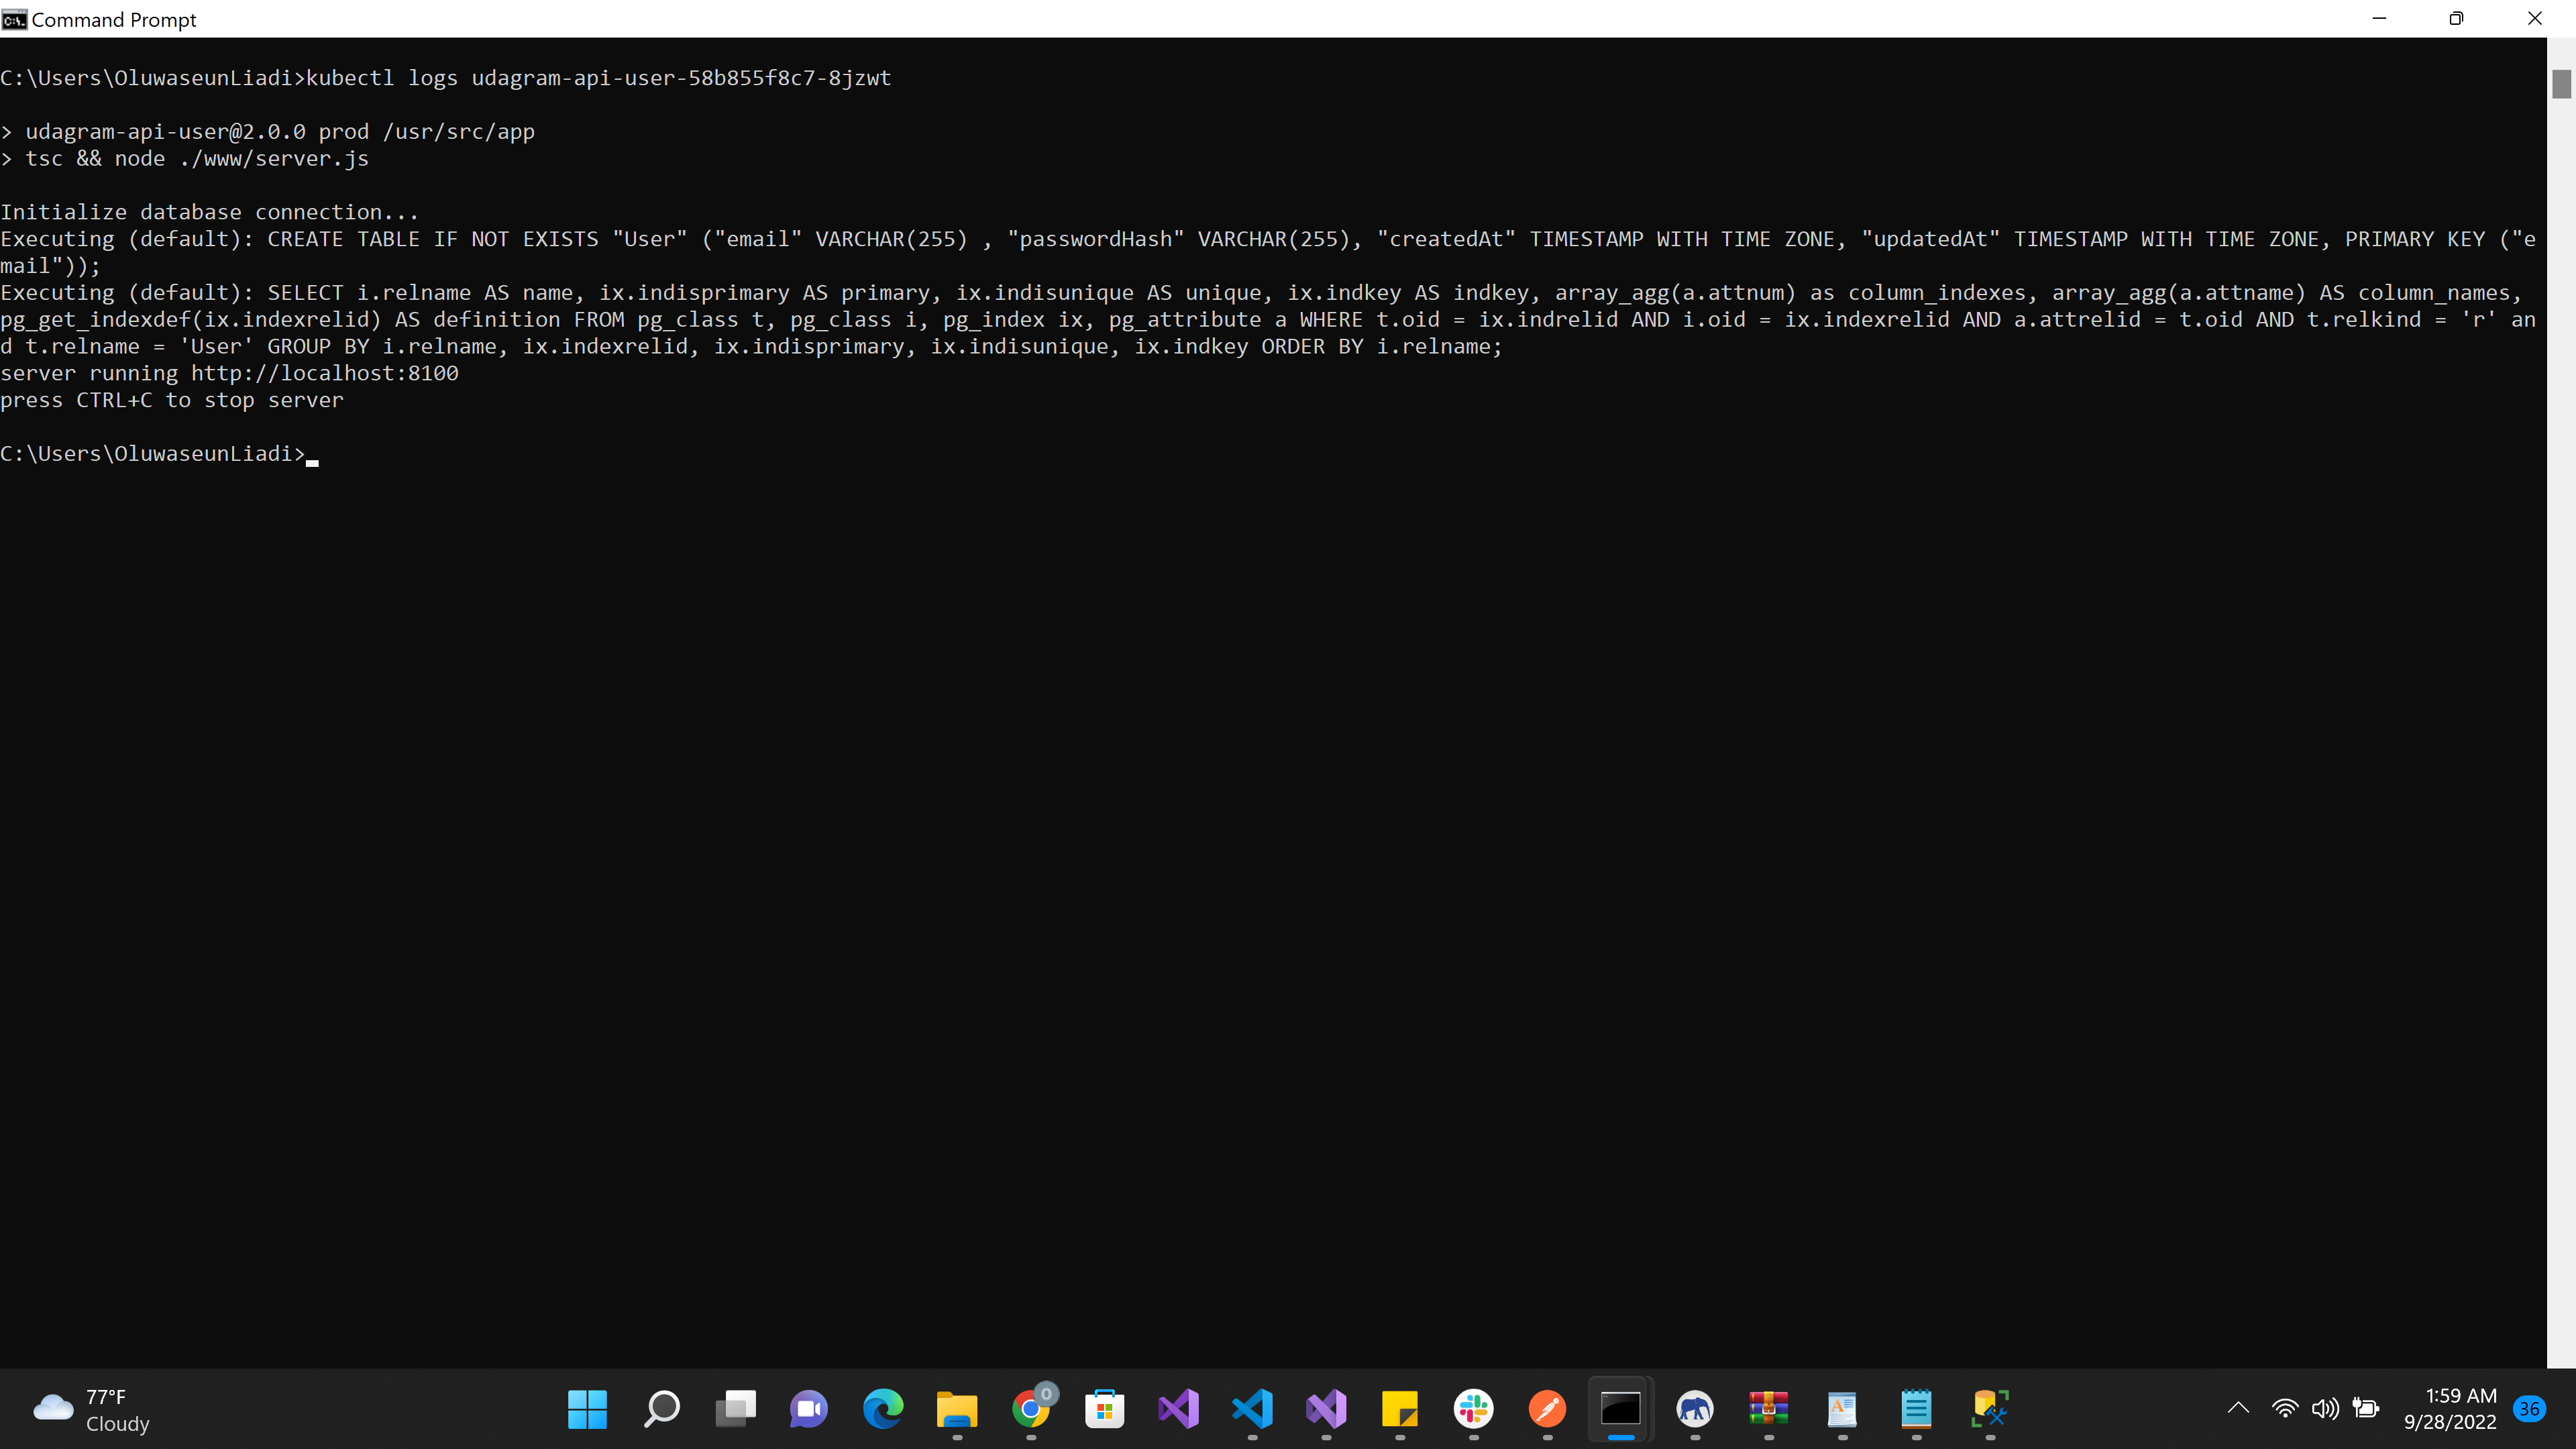 Command Prompt
C:\Users\OluwaseunLiadi>kubectl logs udagram-api-user-58b855f8c7-8jzwt
> udagram-api-user@2.0.0 prod /usr/src/app
> tsc && node ./www/server.js
Initialize database connection...
Executing (default): CREATE TABLE IF NOT EXISTS "User" ("email" VARCHAR(255) , "passwordHash" VARCHAR(255), "createdAt" TIMESTAMP WITH TIME ZONE, "updatedAt" TIMESTAMP WITH TIME ZONE, PRIMARY KEY ("e
mail"));
Executing (default): SELECT i.relname AS name, ix.indisprimary AS primary, ix.indisunique AS unique, ix.indkey AS indkey, array_agg(a.attnum) as column_indexes, array_agg(a.attname) AS column_names,
pg_get_indexdef(ix.indexrelid) AS definition FROM pg_class t, pg_class i, pg_index ix, pg_attribute a WHERE t.oid = ix.indrelid AND i.oid = ix.indexrelid AND a.attrelid = t.oid AND t.relkind = 'r' an
d t.relname = 'User' GROUP BY i.relname, ix.indexrelid, ix.indisprimary, ix.indisunique, ix.indkey ORDER BY i.relname;
server running http://localhost:8100
press CTRL+C to stop server
C:\Users\OluwaseunLiadi>
77°F
Cloudy
0
1:59 AM
9/28/2022
36